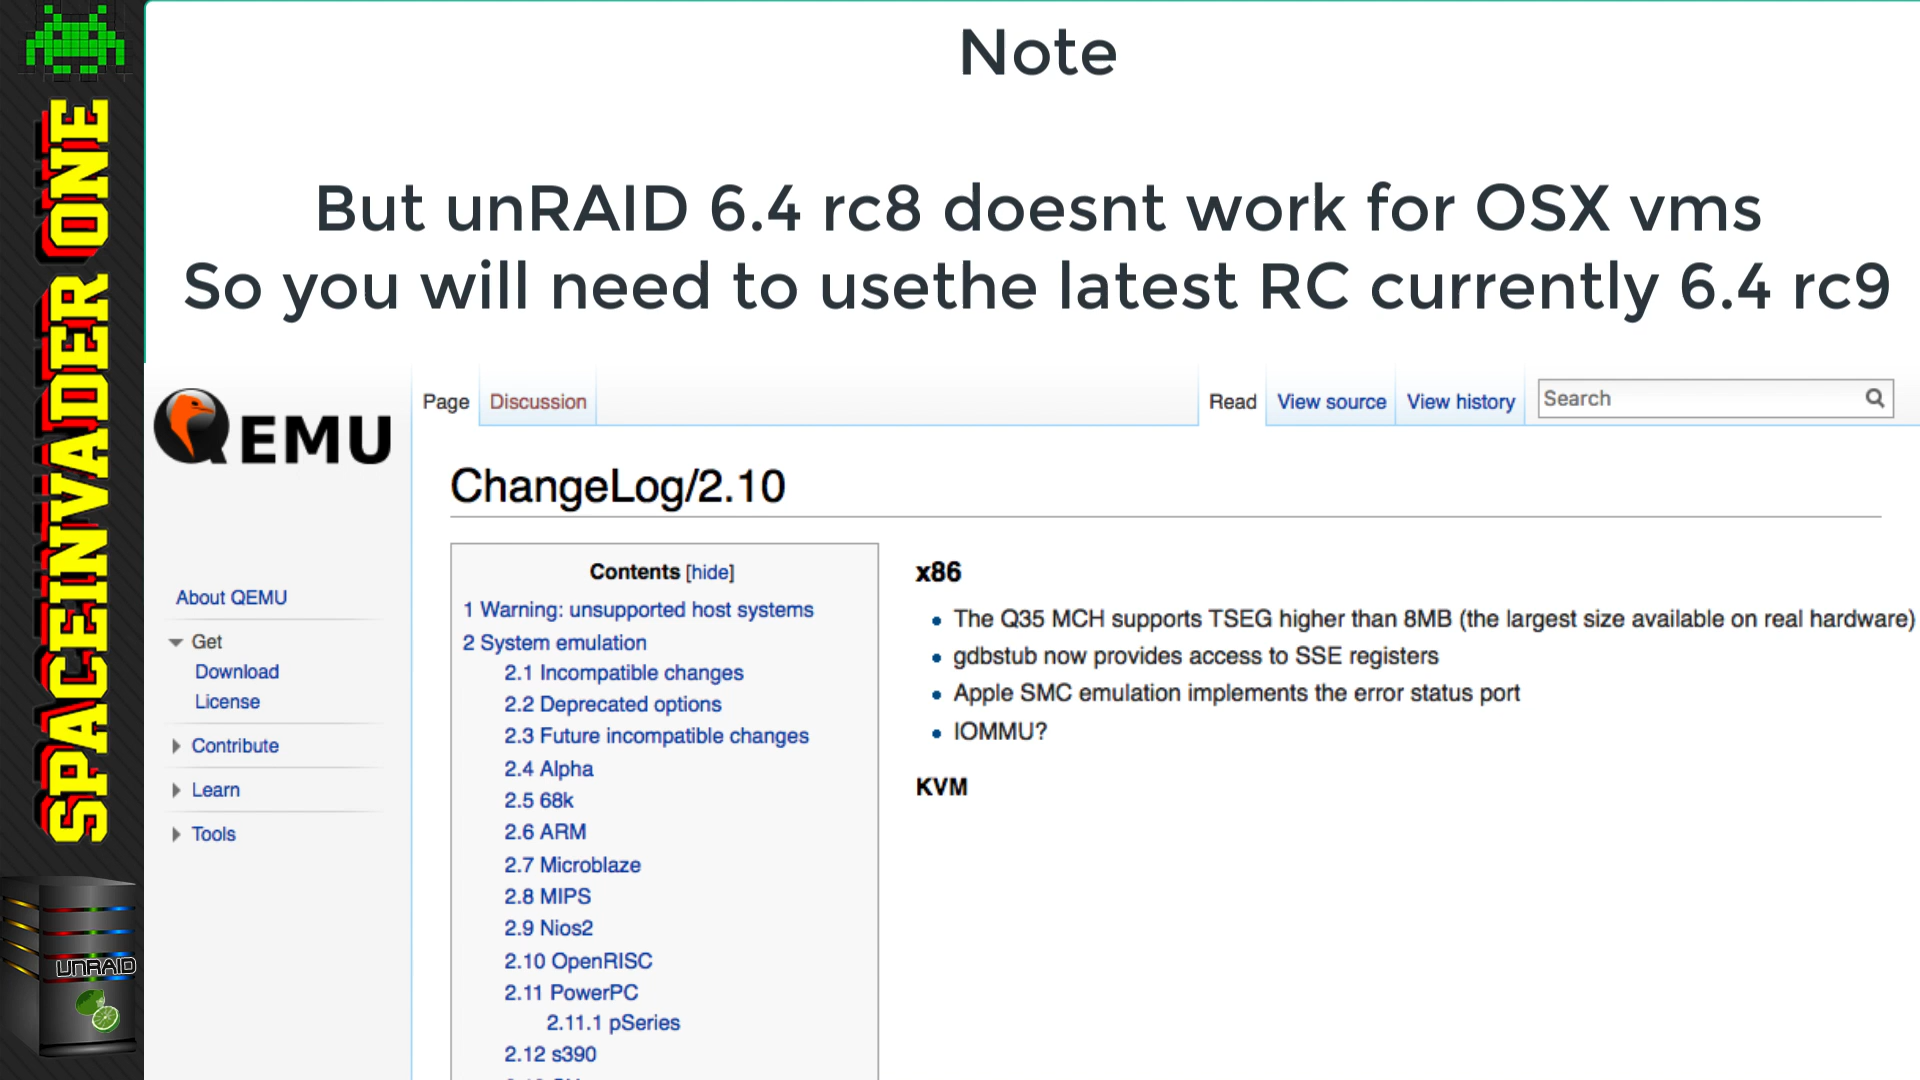 SPACEINVADER ONE
UNRAID
Note
But unRAID 6.4 rc8 doesnt work for OSX vms
So you will need to usethe latest RC currently 6.4 rc9
QEMU
Page
Discussion
Read
View source
View history
Search
ChangeLog/2.10
About QEMU
Get
Download
License
Contribute
Learn
Tools
Contents [hide]
1 Warning: unsupported host systems
2 System emulation
2.1 Incompatible changes
2.2 Deprecated options
2.3 Future incompatible changes
2.4 Alpha
2.5 68k
2.6 ARM
2.7 Microblaze
2.8 MIPS
2.9 Nios2
2.10 OpenRISC
2.11 PowerPC
2.11.1 pSeries
2.12 s390
x86
The Q35 MCH supports TSEG higher than 8MB (the largest size available on real hardware)
gdbstub now provides access to SSE registers
Apple SMC emulation implements the error status port
IOMMU?
KVM